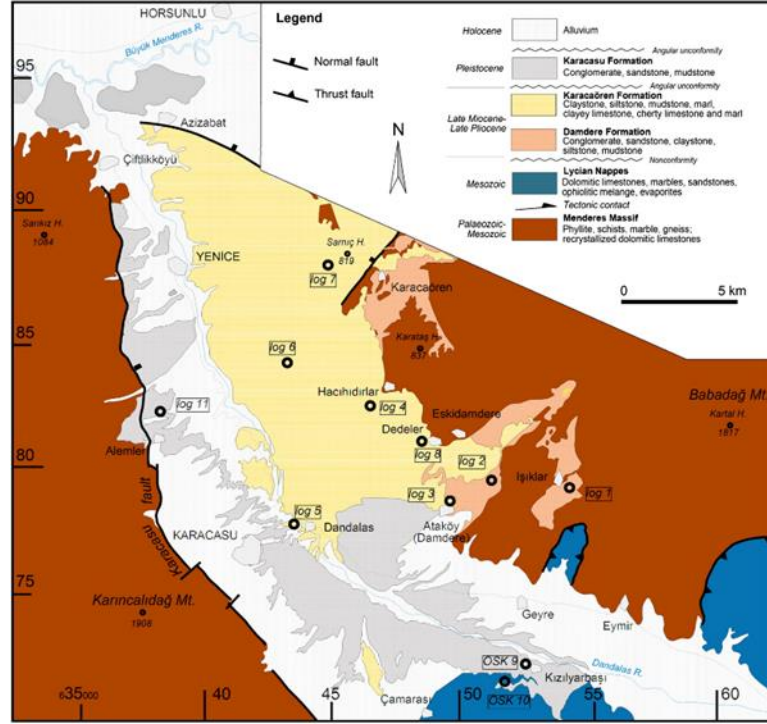 HORSUNLU
Büyük Menderes R.
95
Azizabat
Çiftlikköyü
90
Sarıkız H.
1084
YENİCE
Sarnıç H.
819
log 7
Karacaören
85
Karataş H.
837
log 6
Hacıhıdırlar
log 4
log 11
Eskidamdere
Babadağ Mt.
Kartal H.
1817
Dedeler
log 8
Alemler
80
log 2
Işıklar
log 1
log 3
log 5
Dandalas
Ataköy
(Damdere)
Karacasu fault
KARACASU
75
Karıncalıdağ Mt.
1908
Geyre
Eymir
Dandalas R.
OSK 9
Kızılyarbaşı
OSK 10
Çamarası
635000
40
45
50
55
60
Legend
Normal fault
Thrust fault
N
Holocene
Alluvium
Angular unconformity
Pleistocene
Karacasu Formation
Conglomerate, sandstone, mudstone
Angular unconformity
Karacaören Formation
Claystone, siltstone, mudstone, marl,
clayey limestone, cherty limestone and marl
Late Miocene-
Late Pliocene
Damdere Formation
Conglomerate, sandstone, claystone,
siltstone, mudstone
Nonconformity
Mesozoic
Lycian Nappes
Dolomitic limestones, marbles, sandstones,
ophiolitic melange, evaporites
Tectonic contact
Palaeozoic-
Mesozoic
Menderes Massif
Phyllite, schists, marble, gneiss;
recrystallized dolomitic limestones
0
5 km